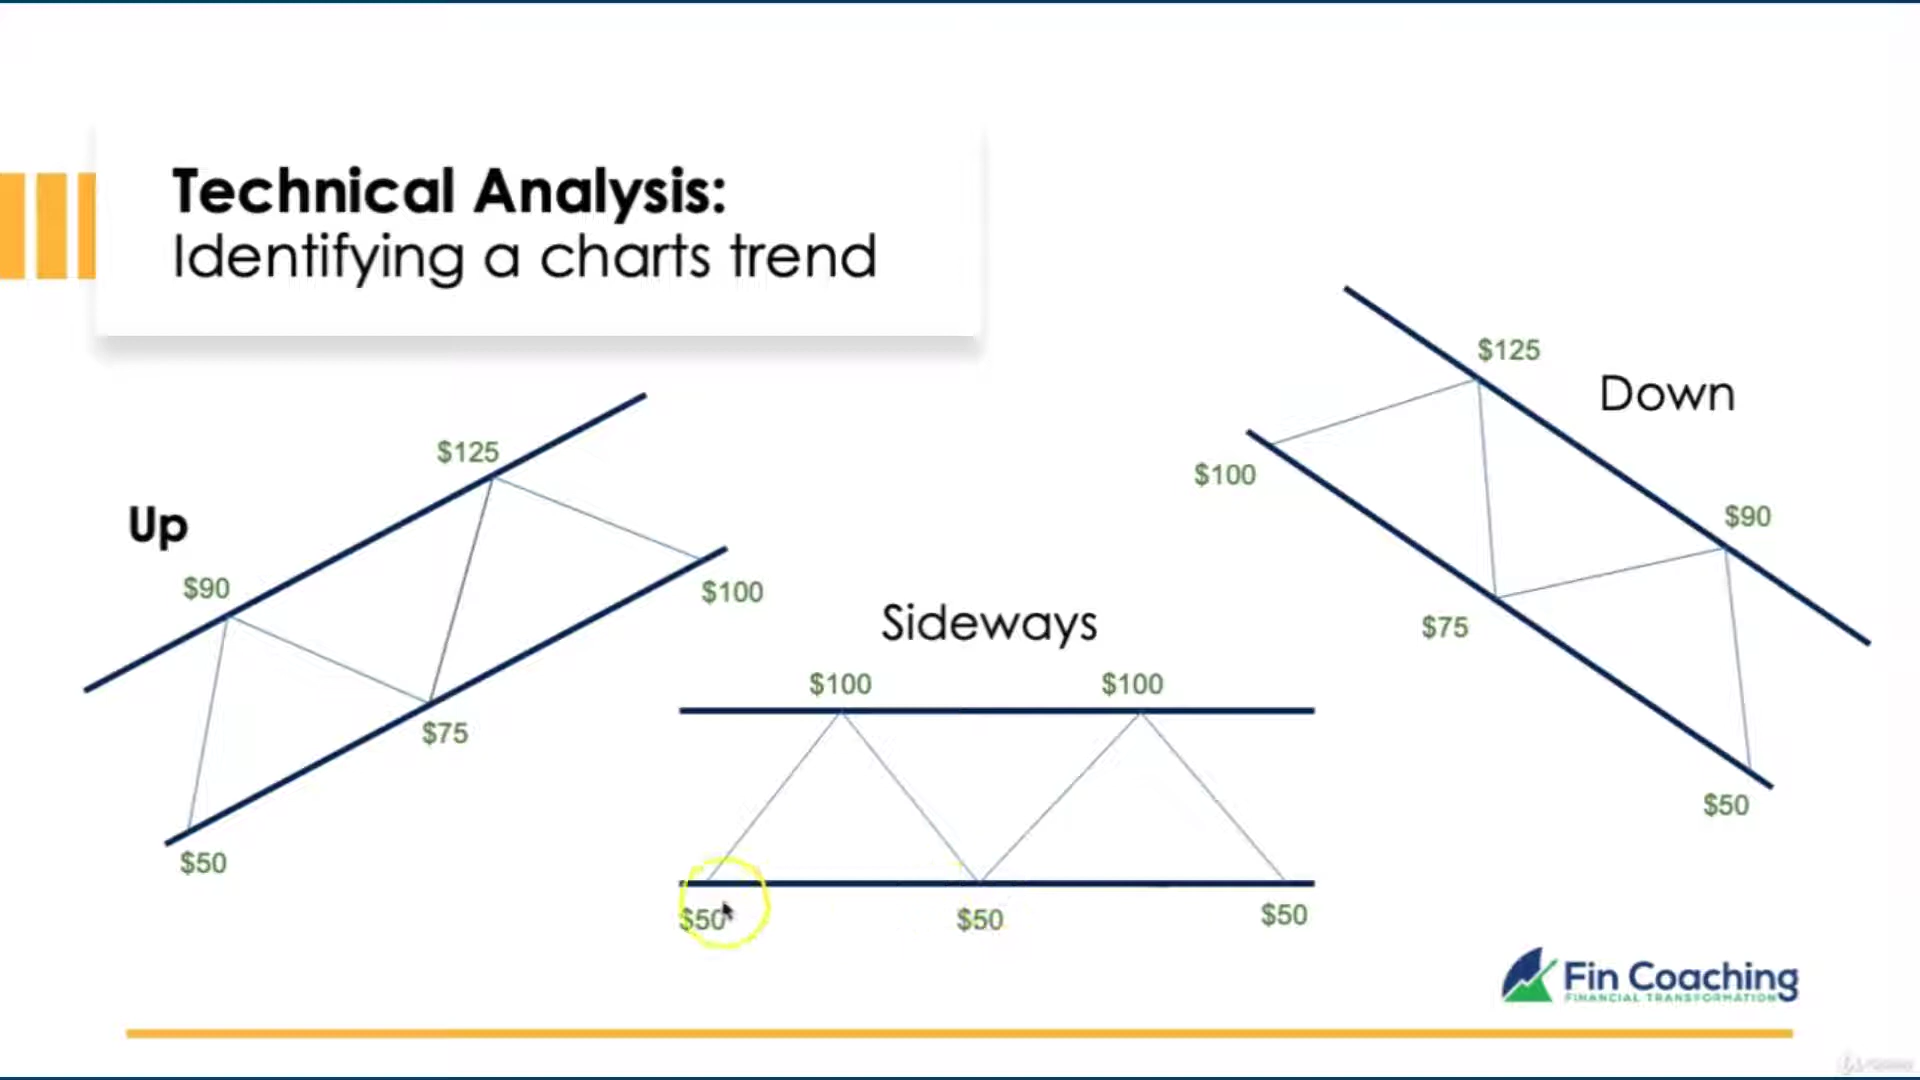 Technical Analysis:
Identifying a charts trend
Up
$90
$125
$50
$75
$100
Sideways
$100
$100
$50
$50
$50
Down
$125
$100
$90
$75
$50
Fin Coaching
FINANCIAL TRANSFORMATION